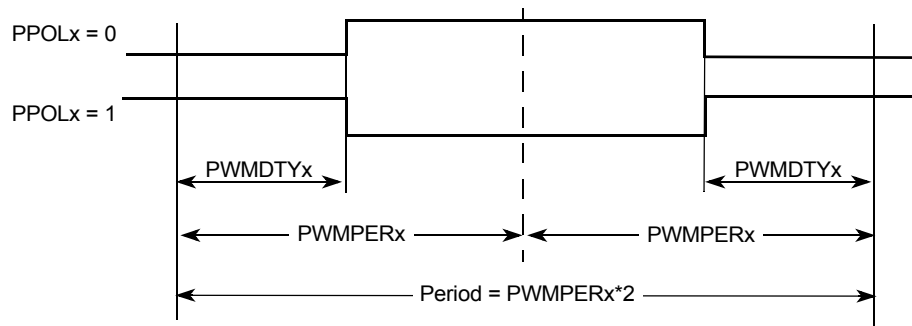 PPOLx = 0
PPOLx = 1
PWMDTYx PWMDTYx
PWMPERx PWMPERx
Period = PWMPERx*2